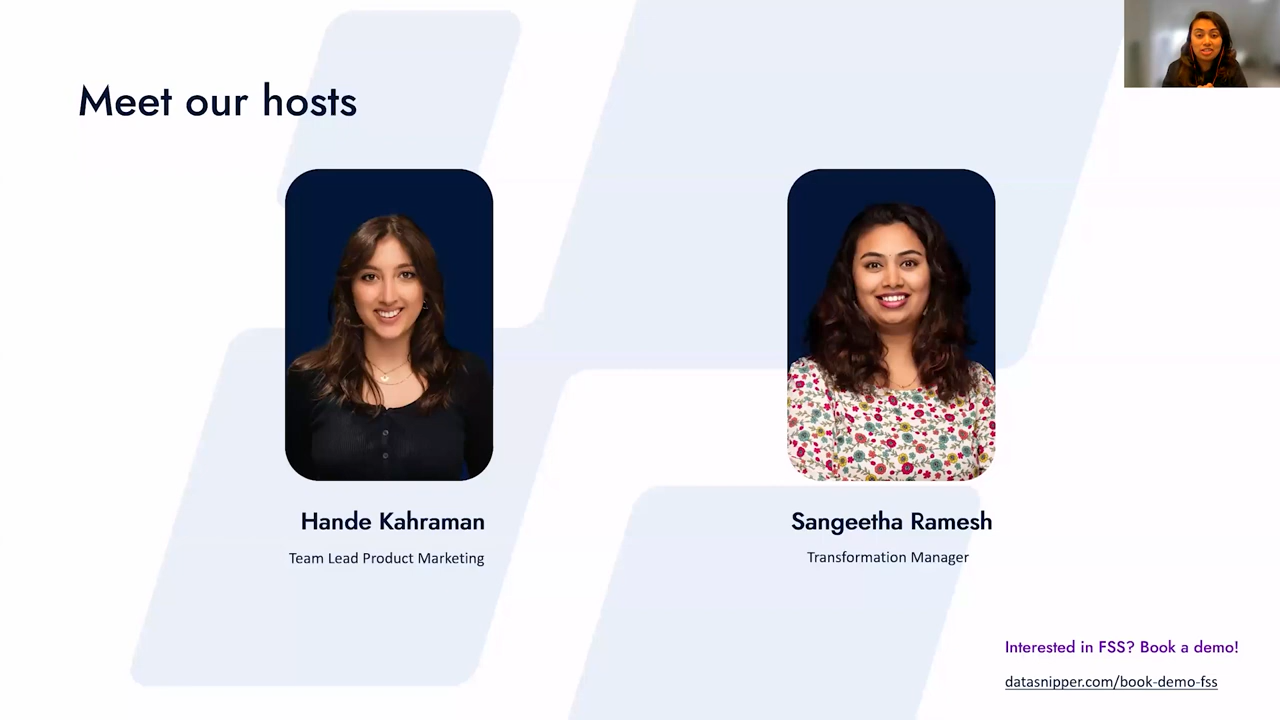 Meet our hosts
Hande Kahraman
Team Lead Product Marketing
Sangeetha Ramesh
Transformation Manager
Interested in FSS? Book a demo!
datasnipper.com/book-demo-fss